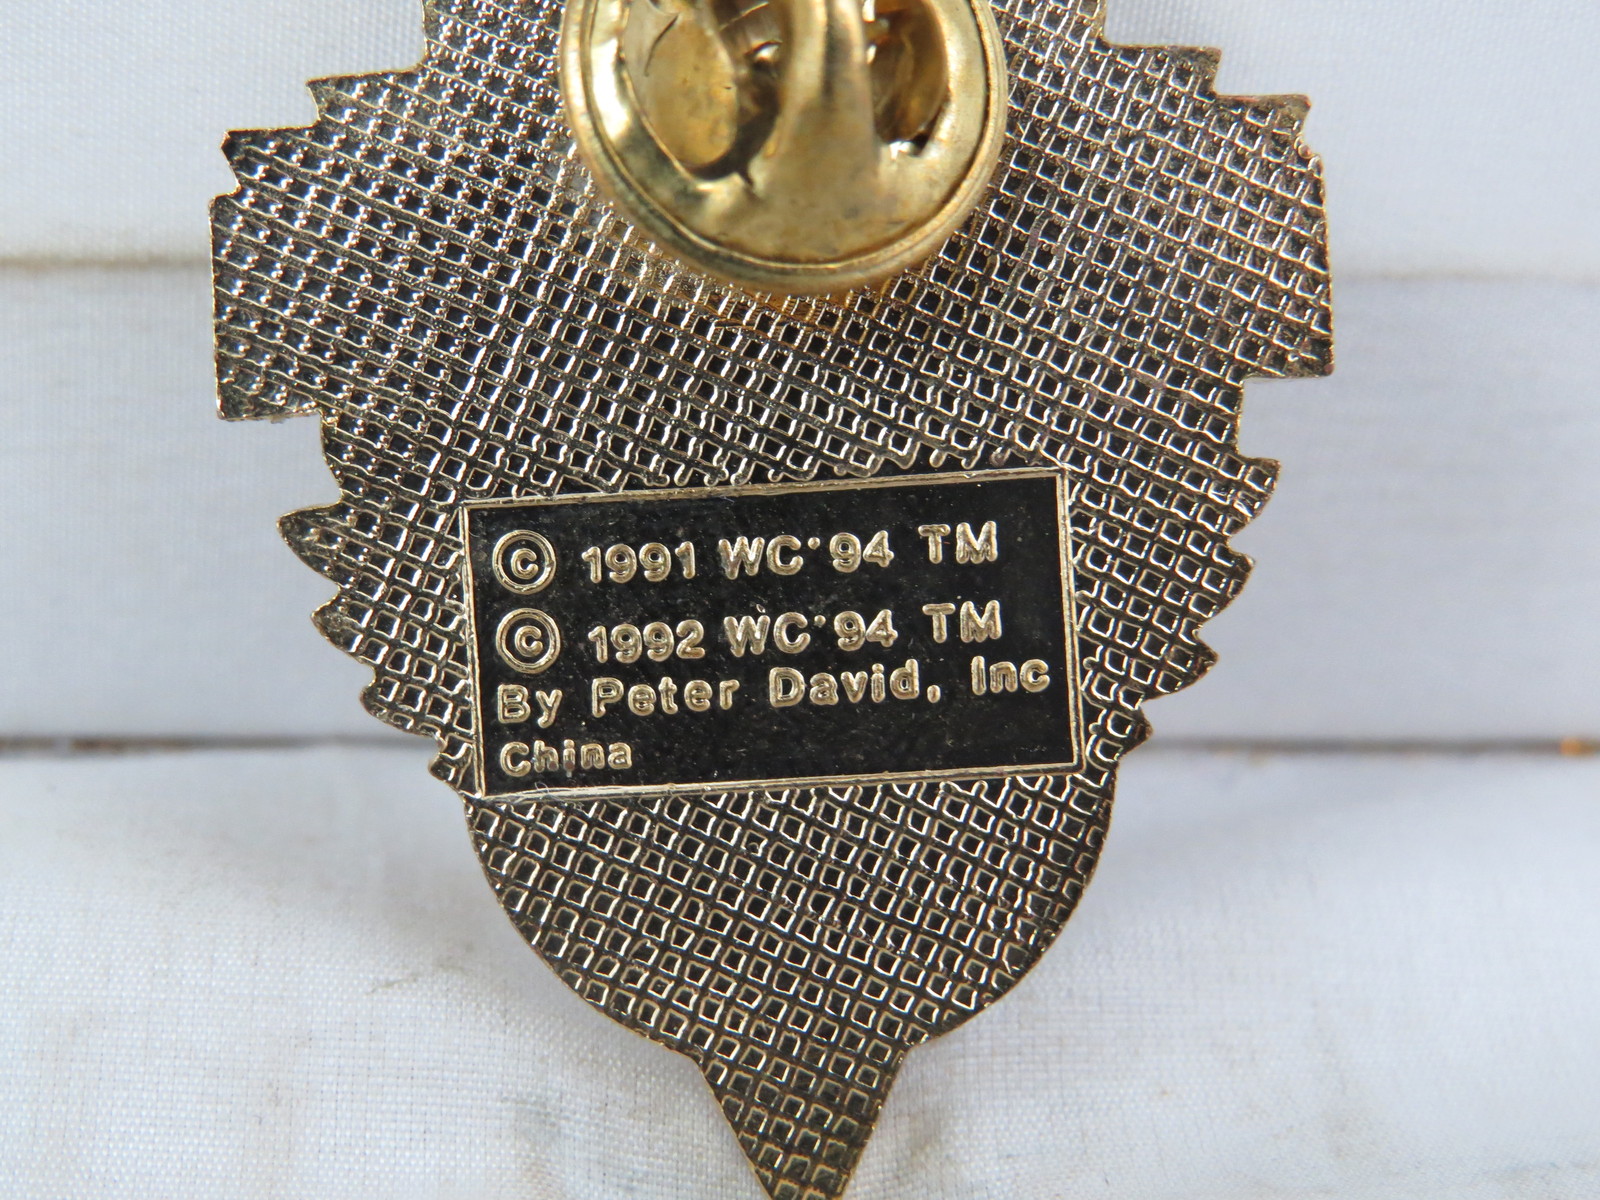 © 1991 WC'94 TM
© 1992 WC'94 TM
By Peter David, Inc
China